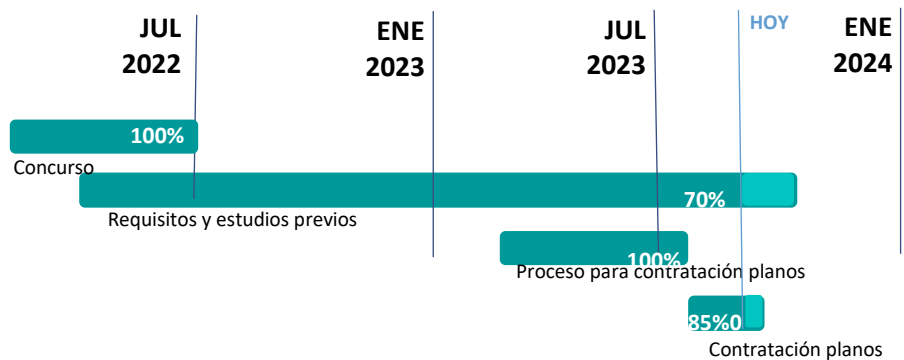 JUL
2022
ENE
2023
JUL
2023
HOY
ENE
2024
100%
Concurso
70%
Requisitos y estudios previos
100%
Proceso para contratación planos
85%0
Contratación planos